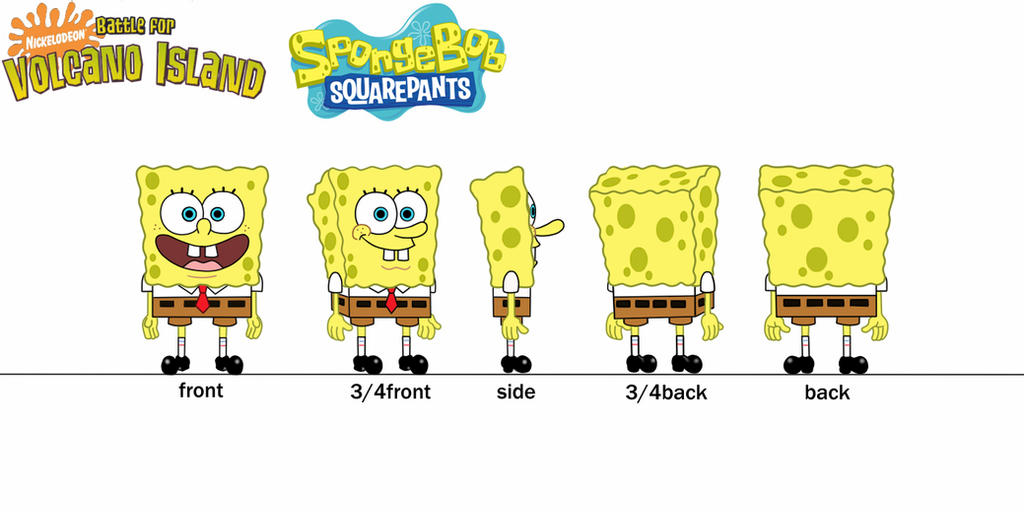 NICKELODEON
Battle for
VOLCANO ISLAND
SPONGEBOB
SQUAREPANTS
front
3/4front
side
3/4back
back